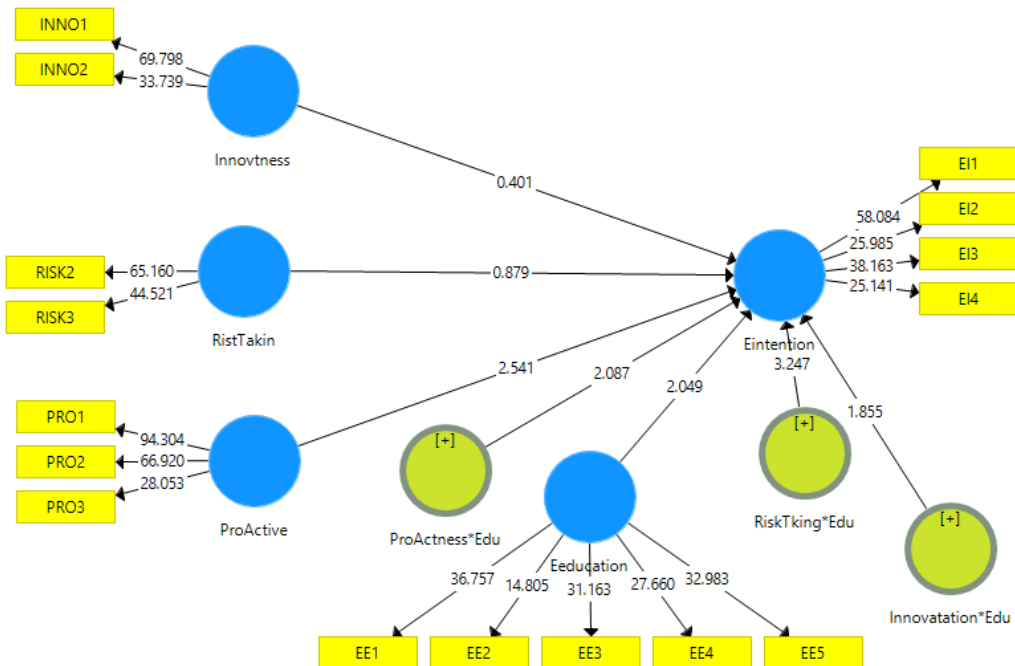 INNO1
69.798
INNO2
33.739
Innovtness
0.401
EI1
58.084
EI2
25.985
EI3
38.163
EI4
25.141
RISK2
65.160
0.879
RISK3
44.521
RistTakin
Eintention
3.247
2.541
2.087
2.049
1.855
PRO1
94.304
PRO2
66.920
PRO3
28.053
ProActive
[+]
ProActness*Edu
Eeducation
[+]
RiskTking*Edu
[+]
Innovatation*Edu
36.757
14.805
31.163
27.660
32.983
EE1
EE2
EE3
EE4
EE5